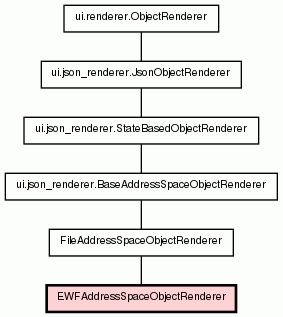 ui.renderer.ObjectRenderer
ui.json_renderer.JsonObjectRenderer
ui.json_renderer.StateBasedObjectRenderer
ui.json_renderer.BaseAddressSpaceObjectRenderer
FileAddressSpaceObjectRenderer
EWFAddressSpaceObjectRenderer